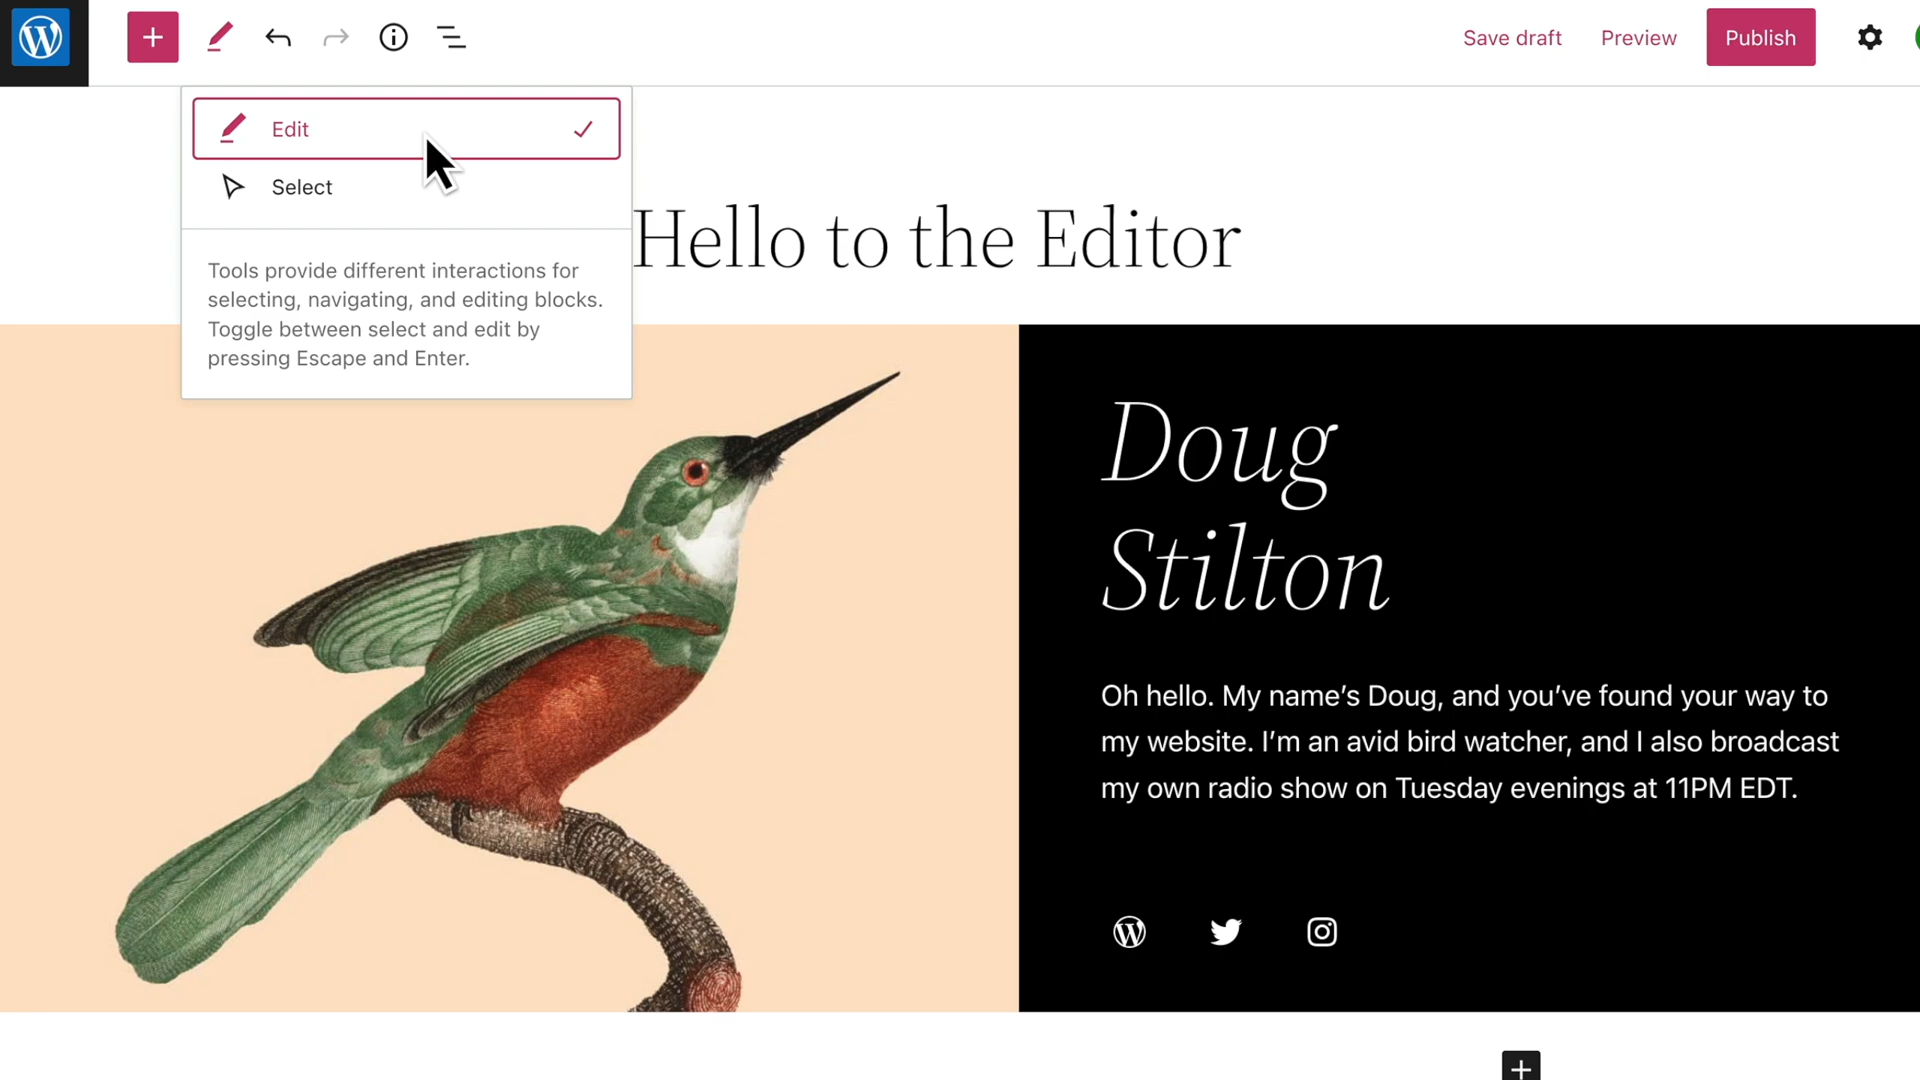 Save draft
Preview
Publish
Edit
Select
Tools provide different interactions for
selecting, navigating, and editing blocks.
Toggle between select and edit by
pressing Escape and Enter.
Hello to the Editor
Doug
Stilton
Oh hello. My name’s Doug, and you’ve found your way to
my website. I’m an avid bird watcher, and I also broadcast
my own radio show on Tuesday evenings at 11PM EDT.